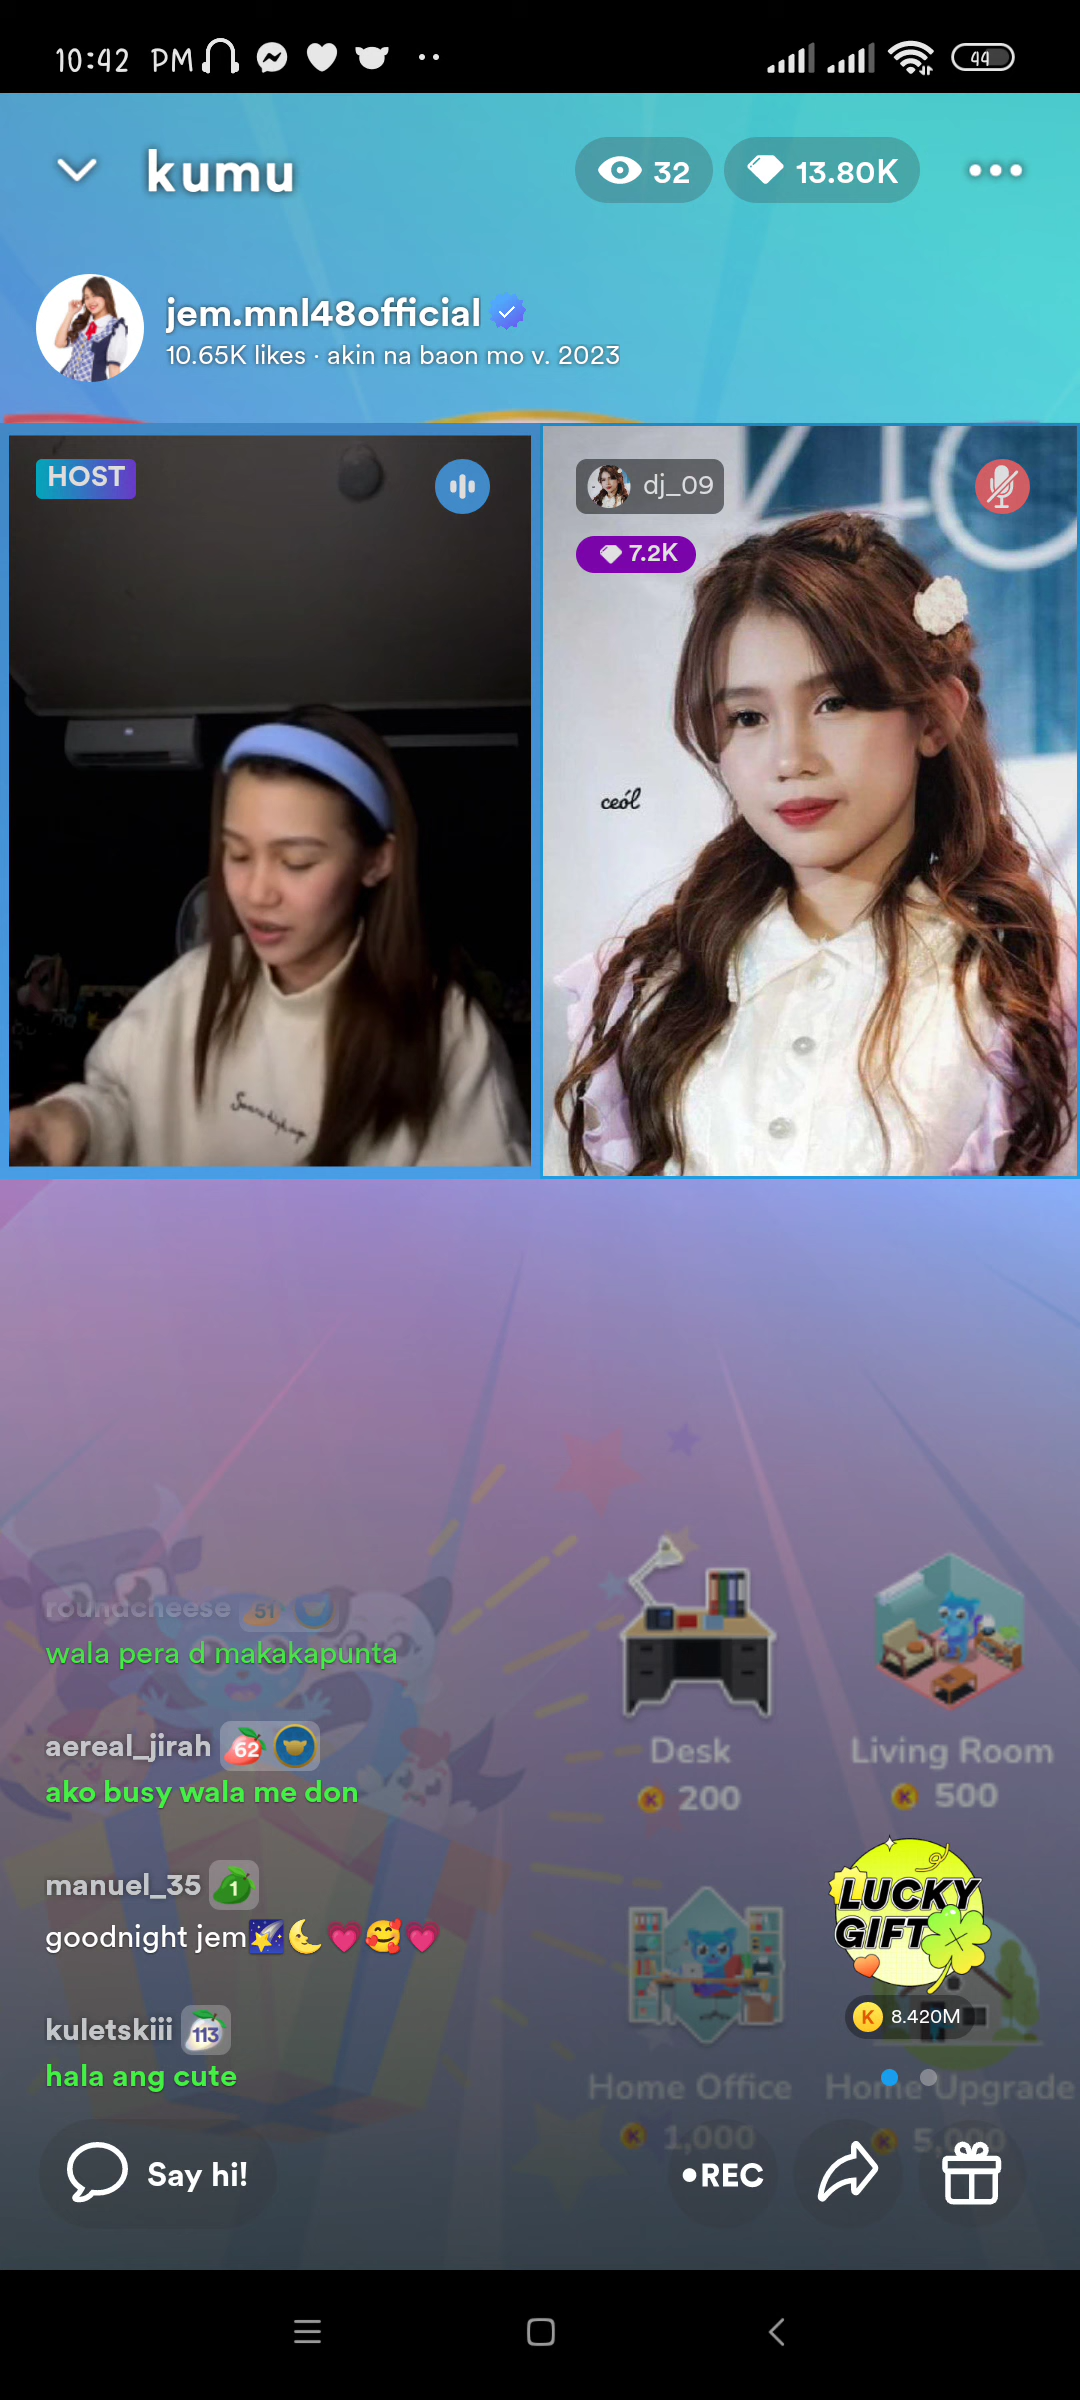 10:42 PM
44
kumu
32
13.80K
jem.mnl48official
10.65K likes · akin na baon mo v. 2023
HOST
dj_09
7.2K
ceól
roundcheese 51
wala pera d makakapunta
aereal_jirah 62
ako busy wala me don
manuel_35 1
goodnight jem🌠🌜💗🥰💗
kuletskiii 113
hala ang cute
Desk
200
Living Room
500
LUCKY
GIFT
K 8.420M
Home Office
1,000
Home Upgrade
Say hi!
•REC